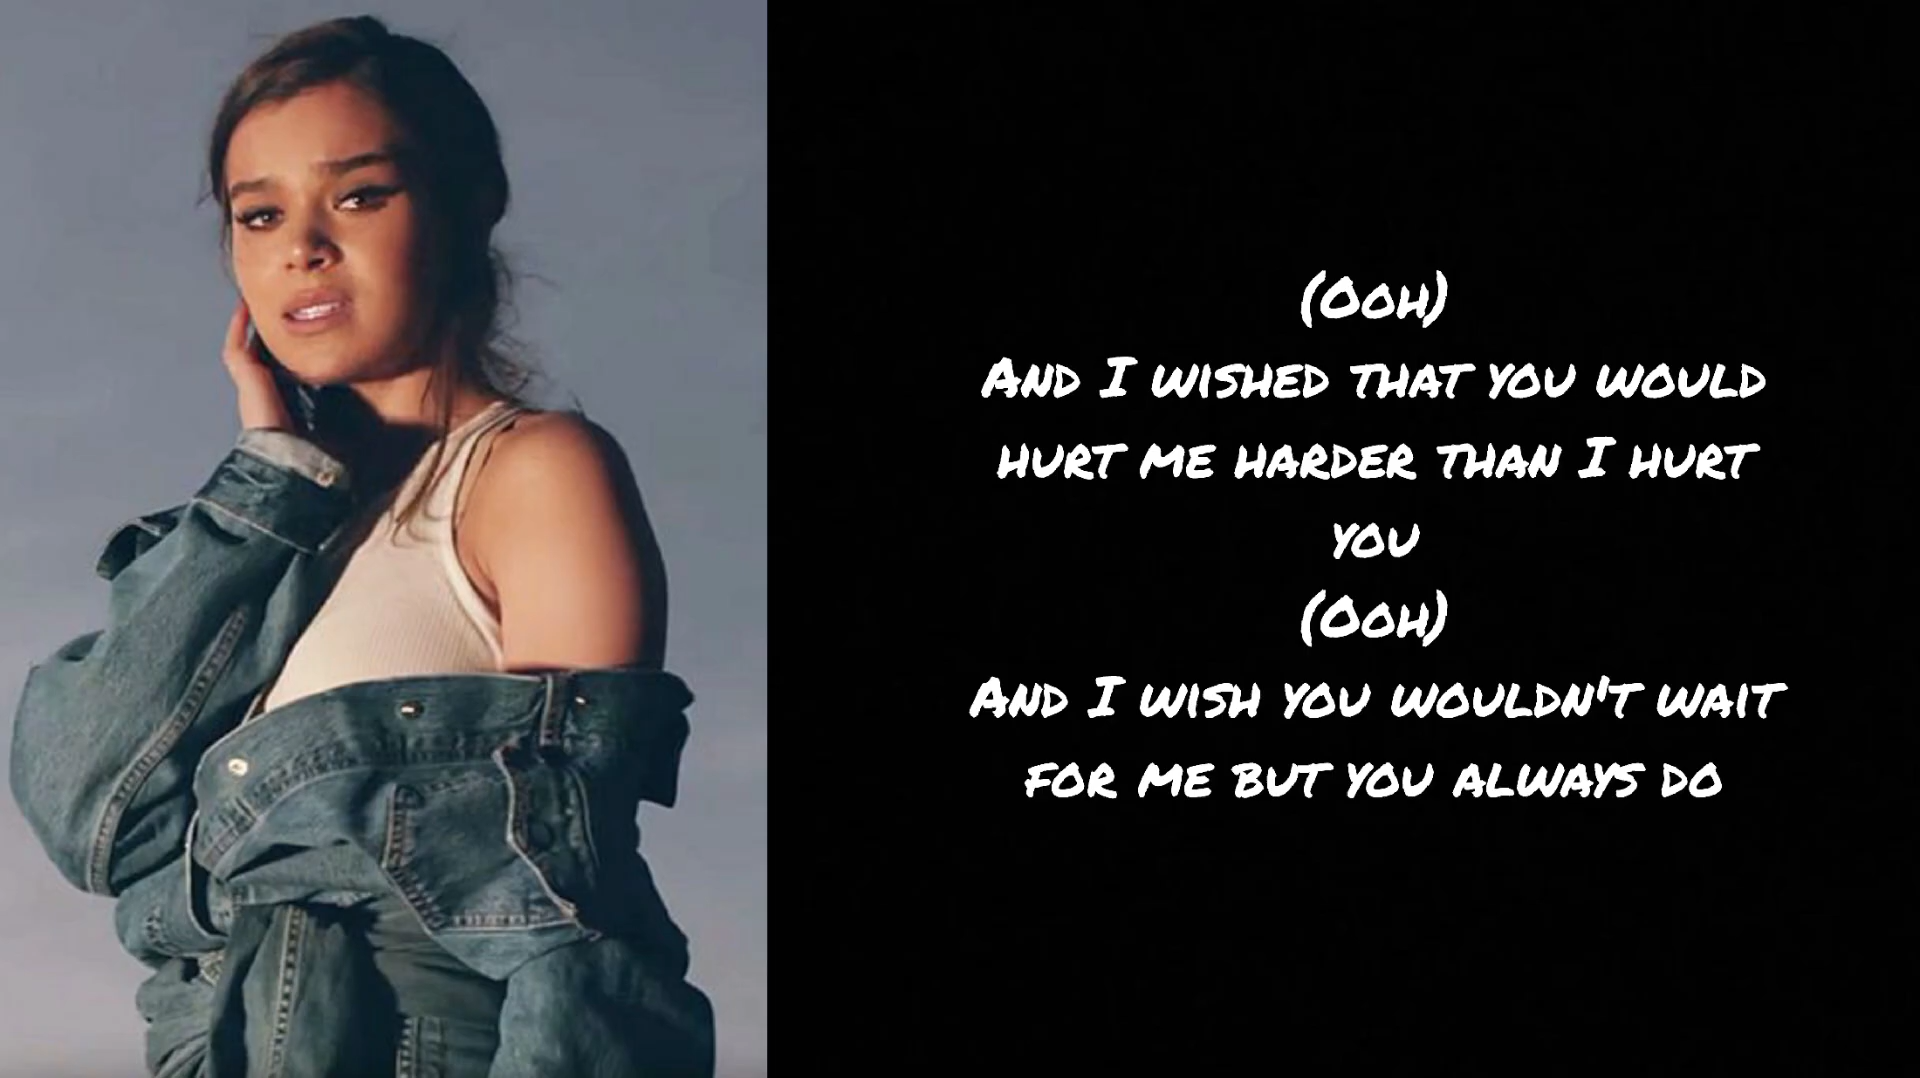 (Ooh)
And I wished that you would
hurt me harder than I hurt
you
(Ooh)
And I wish you wouldn't wait
for me but you always do